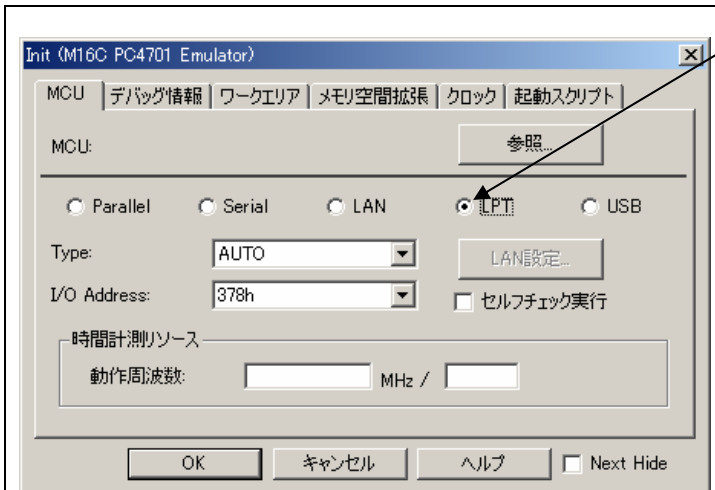 Init (M16C PC4701 Emulator)
MCU デバッグ情報 ワークエリア メモリ空間拡張 クロック 起動スクリプト
MCU: 参照...
Parallel Serial LAN LPT USB
Type: AUTO LAN設定...
I/O Address: 378h セルフチェック実行
時間計測リソース
動作周波数: MHz /
OK キャンセル ヘルプ Next Hide